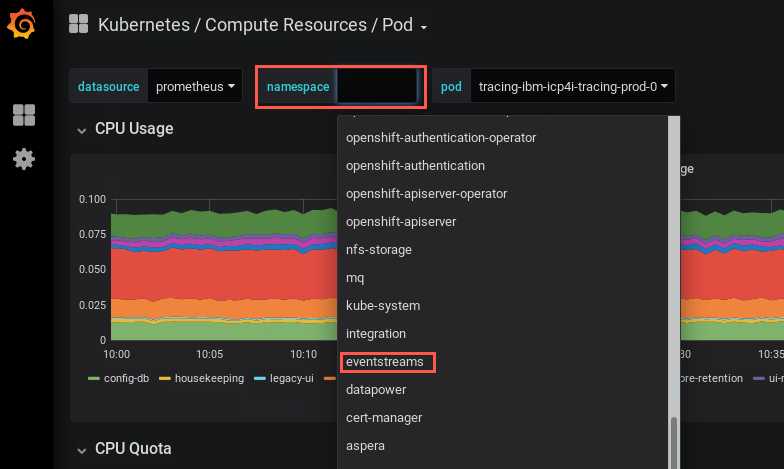 Kubernetes / Compute Resources / Pod
datasource prometheus namespace pod tracing-ibm-icp4i-tracing-prod-0
CPU Usage
openshift-authentication-operator
openshift-authentication
openshift-apiserver-operator
openshift-apiserver
nfs-storage
mq
kube-system
integration
eventstreams
datapower
cert-manager
aspera
ge
0.100
0.075
0.050
0.025
0
10:00 10:05 10:10 30 10:35
config-db housekeeping legacy-ui ore-retention ui-
CPU Quota